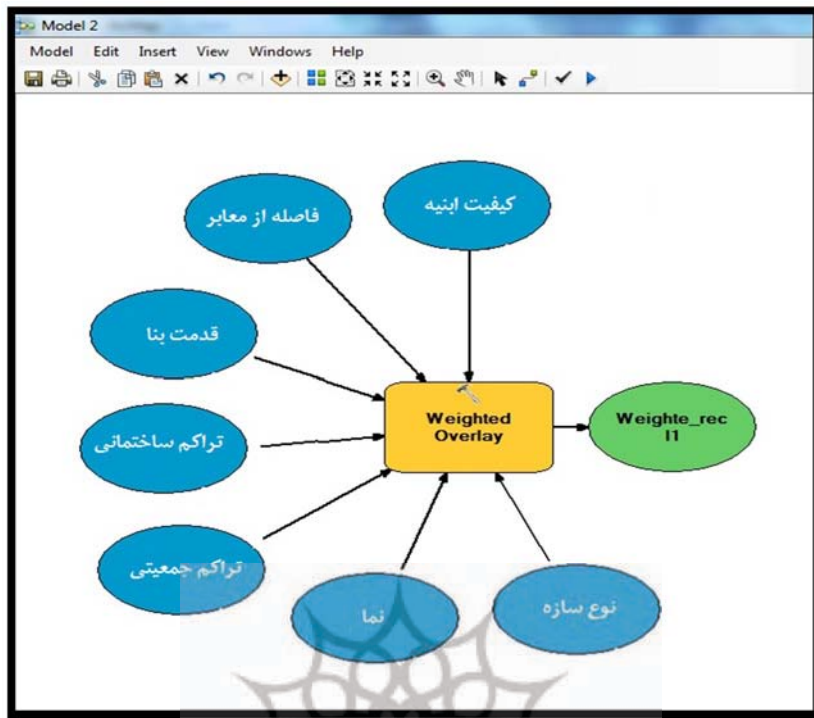 Model 2
Model Edit Insert View Windows Help
کیفیت ابنیه
فاصله از معابر
قدمت بنا
تراکم ساختمانی
تراکم جمعیتی
نما
نوع سازه
Weighted
Overlay
Weighte_rec
l1